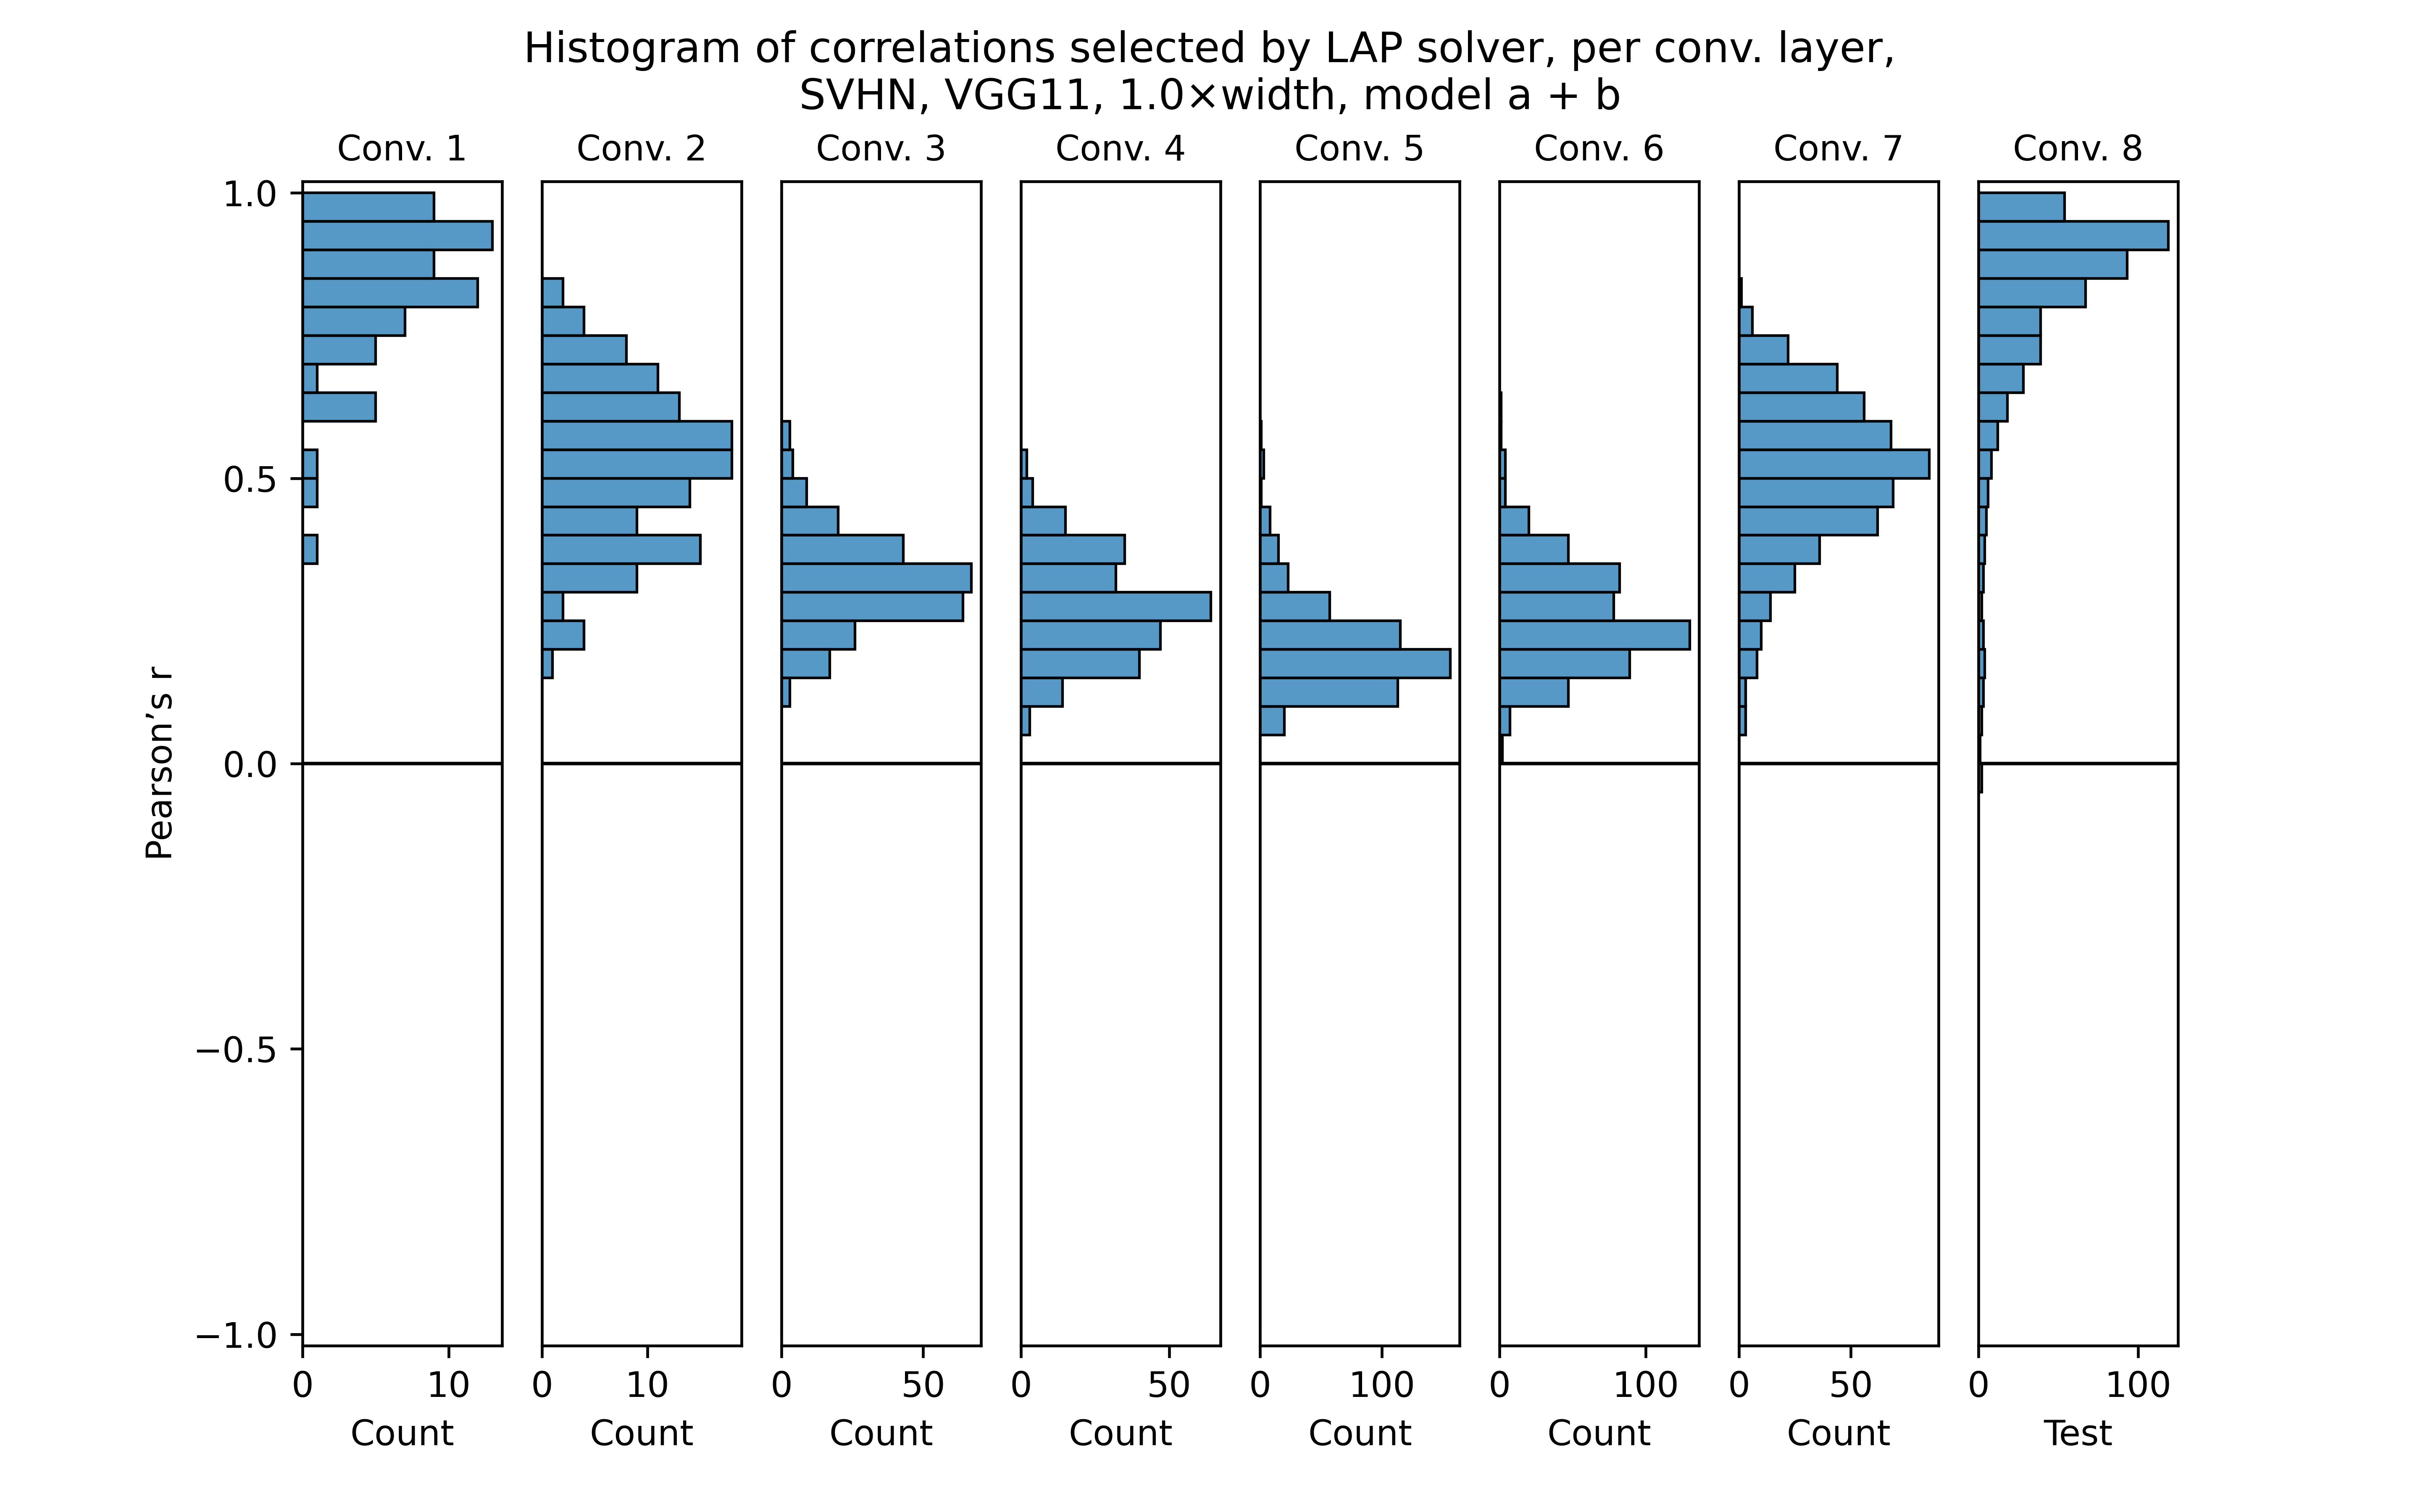 Histogram of correlations selected by LAP solver, per conv. layer,
SVHN, VGG11, 1.0×width, model a + b
Conv. 1 Conv. 2 Conv. 3 Conv. 4 Conv. 5 Conv. 6 Conv. 7 Conv. 8
Pearson’s r
1.0
0.5
0.0
−0.5
−1.0
0 10 0 10 0 50 0 50 0 100 0 100 0 50 0 100
Count Count Count Count Count Count Count Test